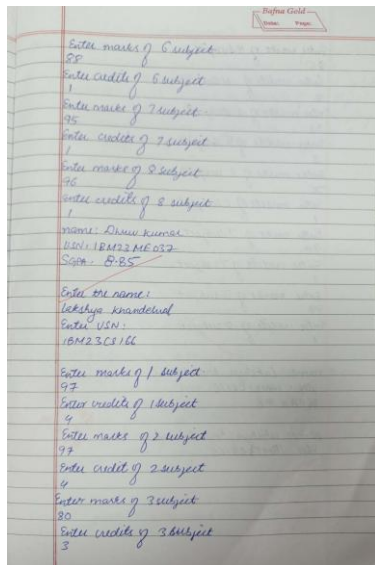 Bafna Gold
Date: Page:
Enter marks of 6 subject
88
Enter credits of 6 subject
1
Enter marks of 7 subject
95
Enter credits of 7 subject
1
Enter marks of 8 subject
96
enter credits of 8 subject
1
name: Dhruv Kumar
USN: 1BM23ME037
SGPA: 8.85
Enter the name:
Lakshya Khandelwal
Enter USN:
1BM23CS166
Enter marks of 1 subject
97
Enter credits of 1 subject
4
Enter marks of 2 subject
97
Enter credit of 2 subject
4
Enter marks of 3 subject
80
Enter credits of 3 subject
3